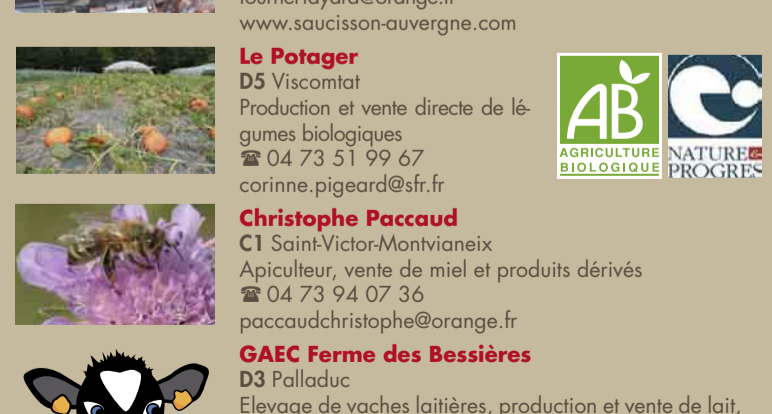 www.saucisson-auvergne.com
Le Potager
D5 Viscomtat
Production et vente directe de lé-
gumes biologiques
☎ 04 73 51 99 67
corinne.pigeard@sfr.fr
AB
AGRICULTURE
BIOLOGIQUE
NATURE &
PROGRES
Christophe Paccaud
C1 Saint-Victor-Montvianeix
Apiculteur, vente de miel et produits dérivés
☎ 04 73 94 07 36
paccaudchristophe@orange.fr
GAEC Ferme des Bessières
D3 Palladuc
Elevage de vaches laitières, production et vente de lait,